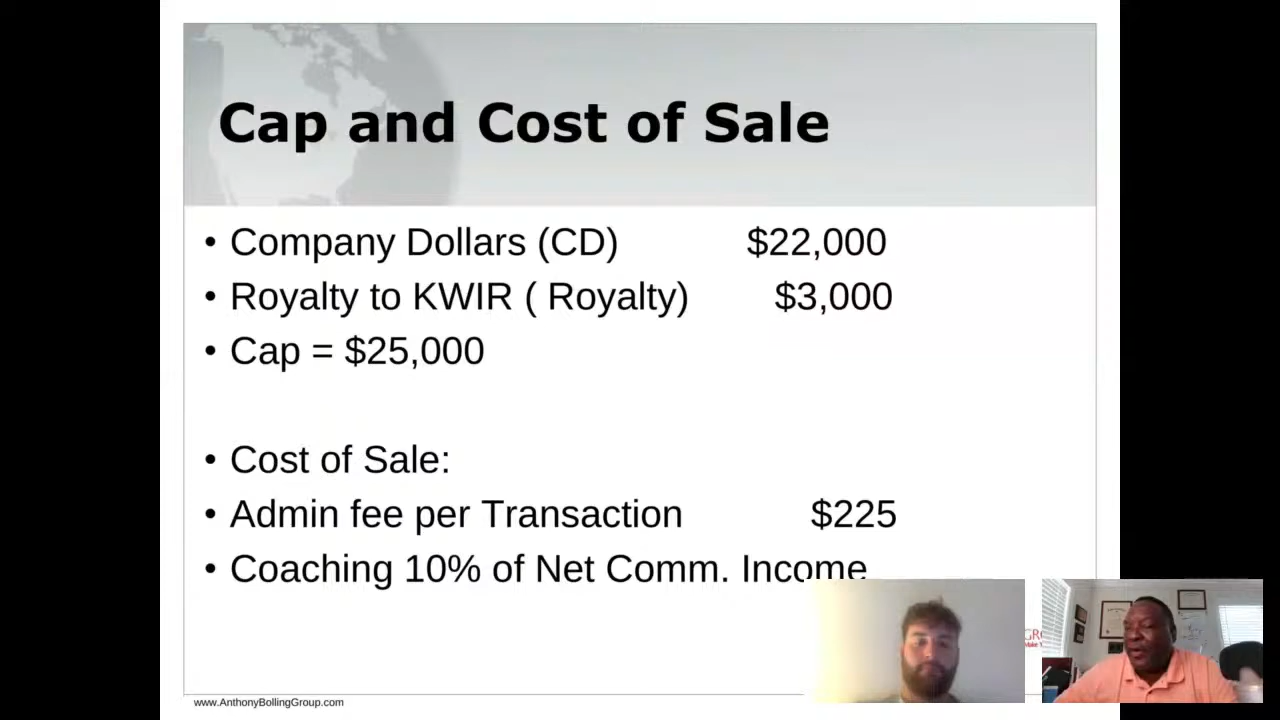 Cap and Cost of Sale
• Company Dollars (CD) $22,000
• Royalty to KWIR ( Royalty) $3,000
• Cap = $25,000
• Cost of Sale:
• Admin fee per Transaction $225
• Coaching 10% of Net Comm. Income
www.AnthonyBollingGroup.com